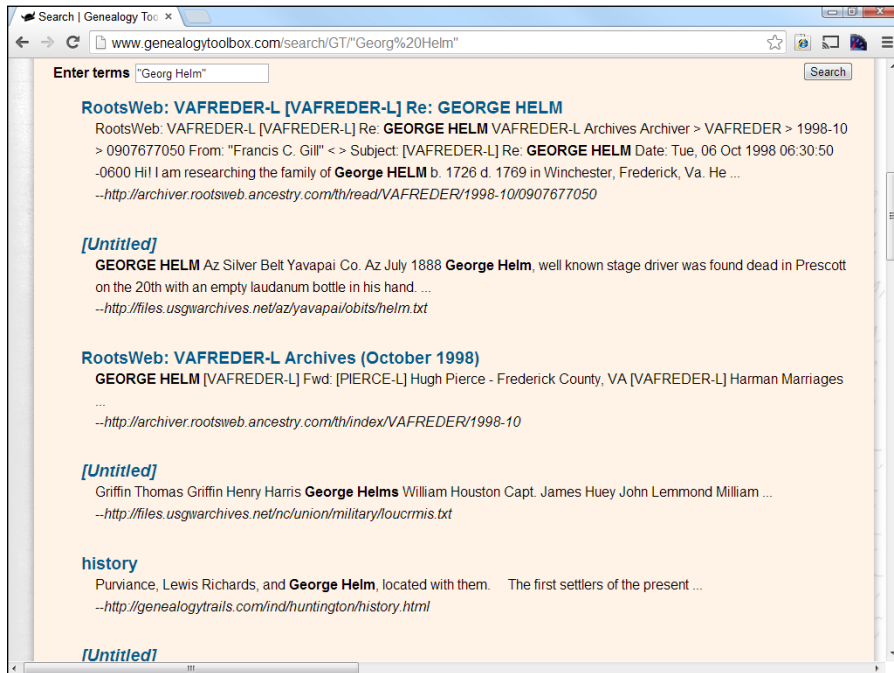 Search | Genealogy Too
www.genealogytoolbox.com/search/GT/"Georg%20Helm"
Enter terms "Georg Helm" Search
RootsWeb: VAFREDER-L [VAFREDER-L] Re: GEORGE HELM
RootsWeb: VAFREDER-L [VAFREDER-L] Re: GEORGE HELM VAFREDER-L Archives Archiver > VAFREDER > 1998-10
> 0907677050 From: "Francis C. Gill" < > Subject: [VAFREDER-L] Re: GEORGE HELM Date: Tue, 06 Oct 1998 06:30:50
-0600 Hi! I am researching the family of George HELM b. 1726 d. 1769 in Winchester, Frederick, Va. He ...
--http://archiver.rootsweb.ancestry.com/th/read/VAFREDER/1998-10/0907677050
[Untitled]
GEORGE HELM Az Silver Belt Yavapai Co. Az July 1888 George Helm, well known stage driver was found dead in Prescott
on the 20th with an empty laudanum bottle in his hand. ...
--http://files.usgwarchives.net/az/yavapai/obits/helm.txt
RootsWeb: VAFREDER-L Archives (October 1998)
GEORGE HELM [VAFREDER-L] Fwd: [PIERCE-L] Hugh Pierce - Frederick County, VA [VAFREDER-L] Harman Marriages
...
--http://archiver.rootsweb.ancestry.com/th/index/VAFREDER/1998-10
[Untitled]
Griffin Thomas Griffin Henry Harris George Helms William Houston Capt. James Huey John Lemmond Milliam ...
--http://files.usgwarchives.net/nc/union/military/loucrmis.txt
history
Purviance, Lewis Richards, and George Helm, located with them. The first settlers of the present ...
--http://genealogytrails.com/ind/huntington/history.html
[Untitled]